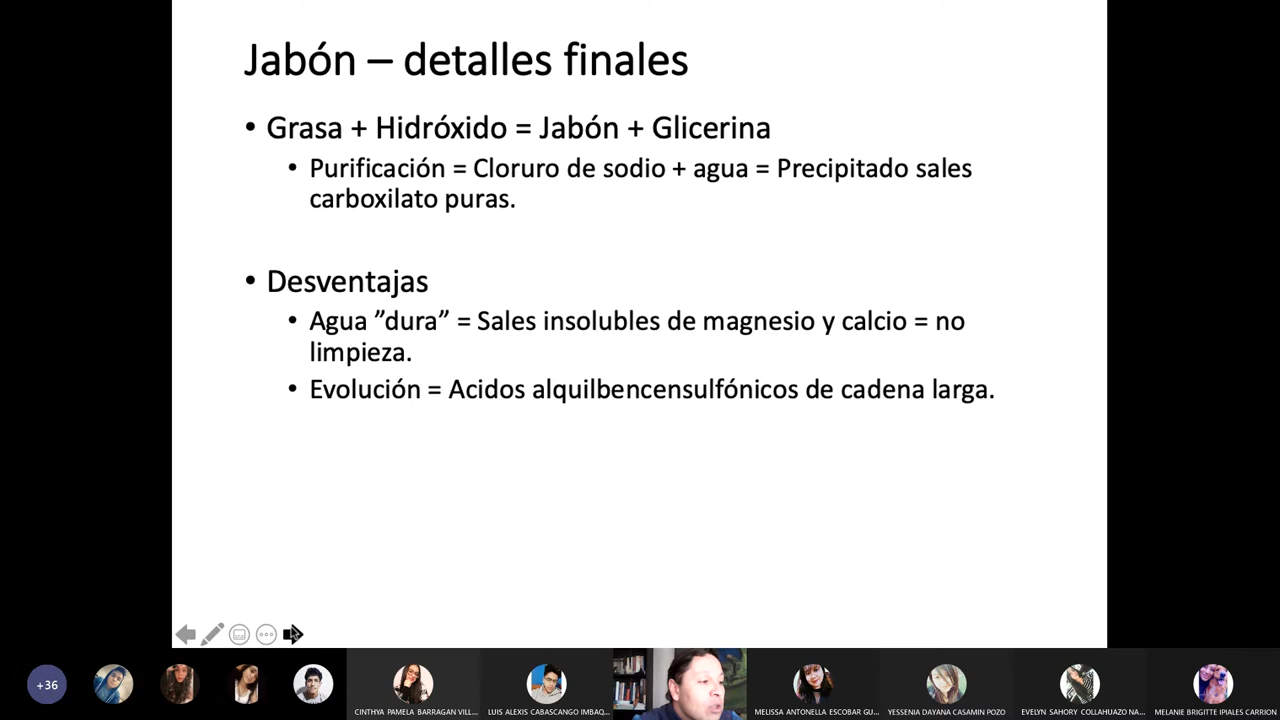 Jabón – detalles finales
• Grasa + Hidróxido = Jabón + Glicerina
• Purificación = Cloruro de sodio + agua = Precipitado sales
carboxilato puras.
• Desventajas
• Agua ”dura” = Sales insolubles de magnesio y calcio = no
limpieza.
• Evolución = Acidos alquilbencensulfónicos de cadena larga.
+36
CINTHYA PAMELA BARRAGAN VILL...
LUIS ALEXIS CABASCANGO IMBAQ...
MELISSA ANTONELLA ESCOBAR GU...
YESSENIA DAYANA CASAMIN POZO
EVELYN SAHORY COLLAHUAZO NA...
MELANIE BRIGITTE IPIALES CARRION